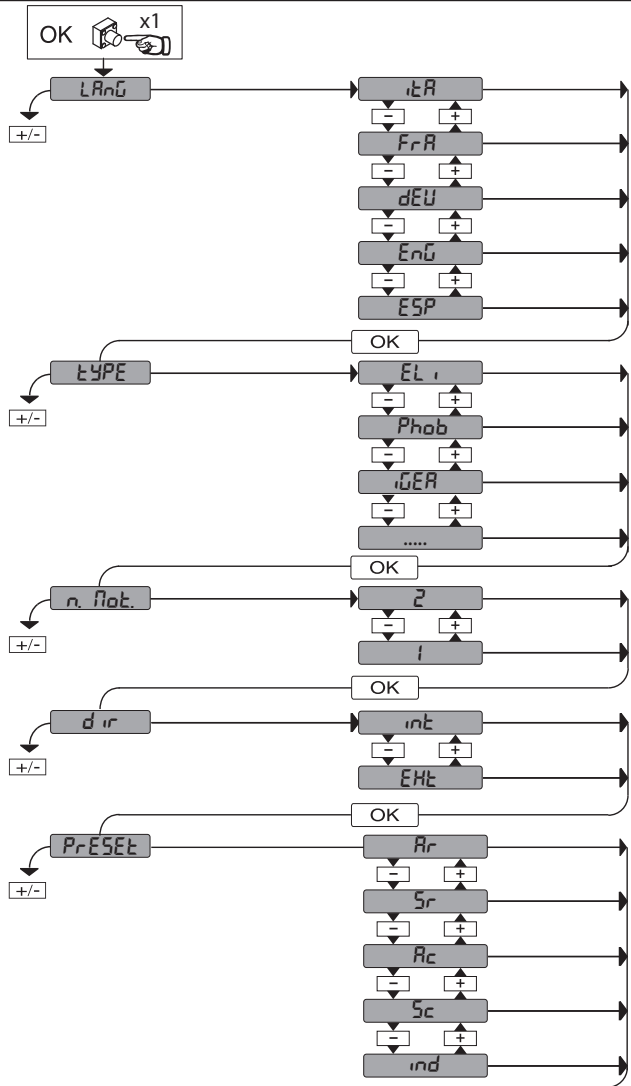 OK x1
LAnG
+/-
itA
- +
FrA
- +
dEU
- +
EnG
- +
ESP
OK
tYPE
+/-
ELi
- +
Phob
- +
iGEA
- +
.....
OK
n. Mot.
+/-
2
- +
1
OK
dir
+/-
int
- +
EHt
OK
PrESEt
+/-
Ar
- +
Sr
- +
Ac
- +
Sc
- +
ind